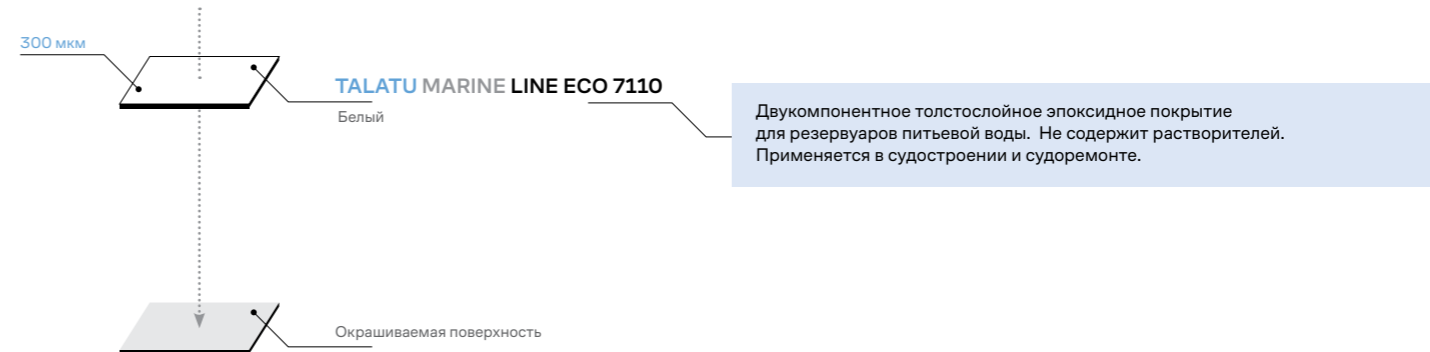 300 мкм
TALATU MARINE LINE ECO 7110
Белый
Двукомпонентное толстослойное эпоксидное покрытие
для резервуаров питьевой воды.  Не содержит растворителей.
Применяется в судостроении и судоремонте.
Окрашиваемая поверхность